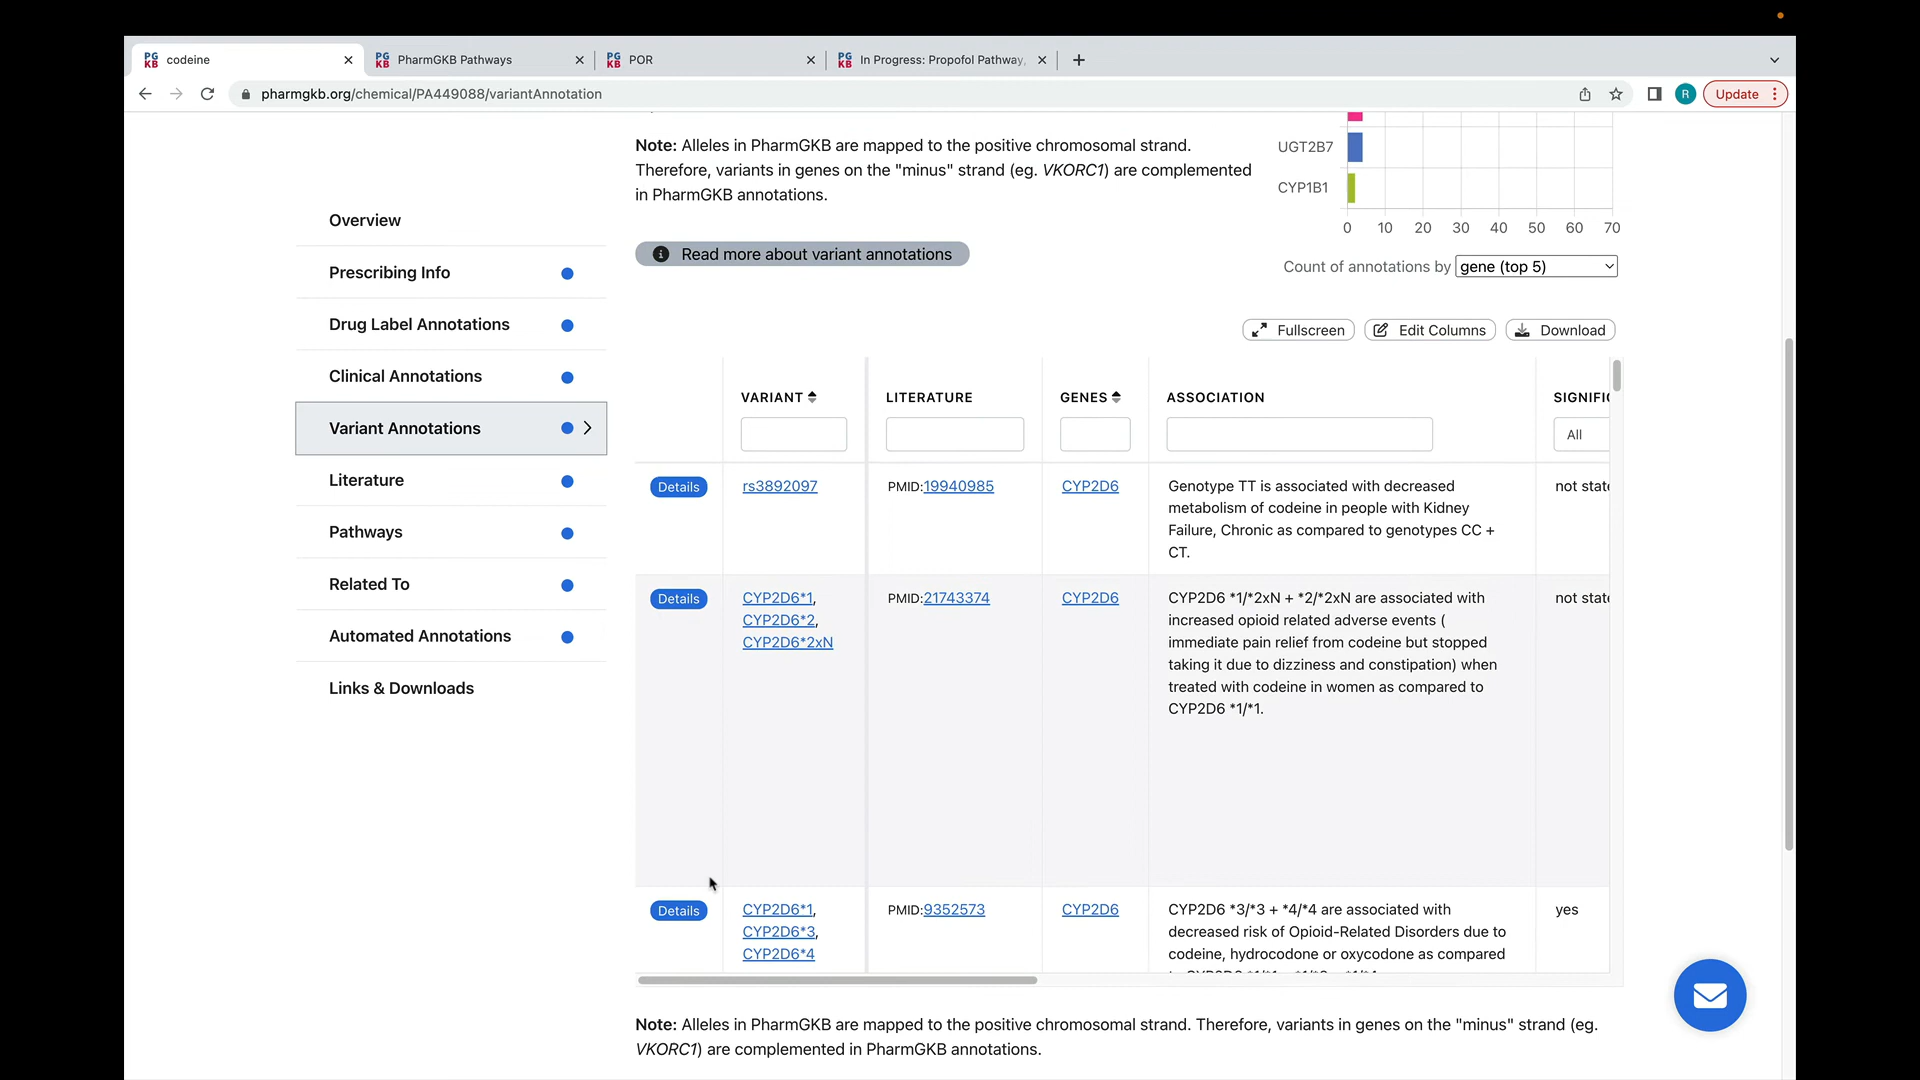 codeine
PharmGKB Pathways
POR
In Progress: Propofol Pathway,
pharmgkb.org/chemical/PA449088/variantAnnotation
R
Update
Note: Alleles in PharmGKB are mapped to the positive chromosomal strand.
Therefore, variants in genes on the "minus" strand (eg. VKORC1) are complemented
in PharmGKB annotations.
Read more about variant annotations
UGT2B7
CYP1B1
0 10 20 30 40 50 60 70
Count of annotations by gene (top 5)
Overview
Prescribing Info
Drug Label Annotations
Clinical Annotations
Variant Annotations
Literature
Pathways
Related To
Automated Annotations
Links & Downloads
Fullscreen Edit Columns Download
VARIANT LITERATURE GENES ASSOCIATION SIGNIFIC
All
Details rs3892097 PMID:19940985 CYP2D6
Genotype TT is associated with decreased
metabolism of codeine in people with Kidney
Failure, Chronic as compared to genotypes CC +
CT.
not state
Details CYP2D6*1,
CYP2D6*2,
CYP2D6*2xN
PMID:21743374 CYP2D6
CYP2D6 *1/*2xN + *2/*2xN are associated with
increased opioid related adverse events (
immediate pain relief from codeine but stopped
taking it due to dizziness and constipation) when
treated with codeine in women as compared to
CYP2D6 *1/*1.
not state
Details CYP2D6*1,
CYP2D6*3,
CYP2D6*4
PMID:9352573 CYP2D6
CYP2D6 *3/*3 + *4/*4 are associated with
decreased risk of Opioid-Related Disorders due to
codeine, hydrocodone or oxycodone as compared
yes
Note: Alleles in PharmGKB are mapped to the positive chromosomal strand. Therefore, variants in genes on the "minus" strand (eg.
VKORC1) are complemented in PharmGKB annotations.